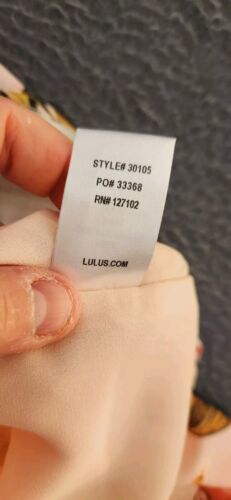 STYLE# 30105
PO# 33368
RN# 127102
LULUS.COM